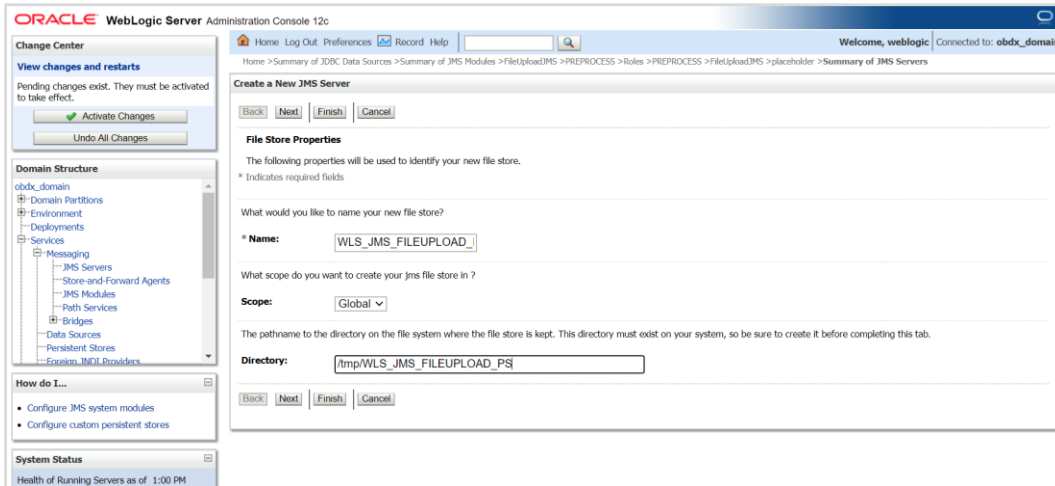 ORACLE WebLogic Server Administration Console 12c
Change Center
View changes and restarts
Pending changes exist. They must be activated
to take effect.
Activate Changes
Undo All Changes
Domain Structure
obdx_domain
Domain Partitions
Environment
Deployments
Services
Messaging
JMS Servers
Store-and-Forward Agents
JMS Modules
Path Services
Bridges
Data Sources
Persistent Stores
Foreign JNDI Providers
How do I...
Configure JMS system modules
Configure custom persistent stores
System Status
Health of Running Servers as of 1:00 PM
Home Log Out Preferences Record Help
Welcome, weblogic Connected to: obdx_domain
Home >Summary of JDBC Data Sources >Summary of JMS Modules >FileUploadJMS >PREPROCESS >Roles >PREPROCESS >FileUploadJMS >placeholder >Summary of JMS Servers
Create a New JMS Server
Back Next Finish Cancel
File Store Properties
The following properties will be used to identify your new file store.
* Indicates required fields
What would you like to name your new file store?
* Name: WLS_JMS_FILEUPLOAD_
What scope do you want to create your jms file store in ?
Scope: Global
The pathname to the directory on the file system where the file store is kept. This directory must exist on your system, so be sure to create it before completing this tab.
Directory: /tmp/WLS_JMS_FILEUPLOAD_PS
Back Next Finish Cancel